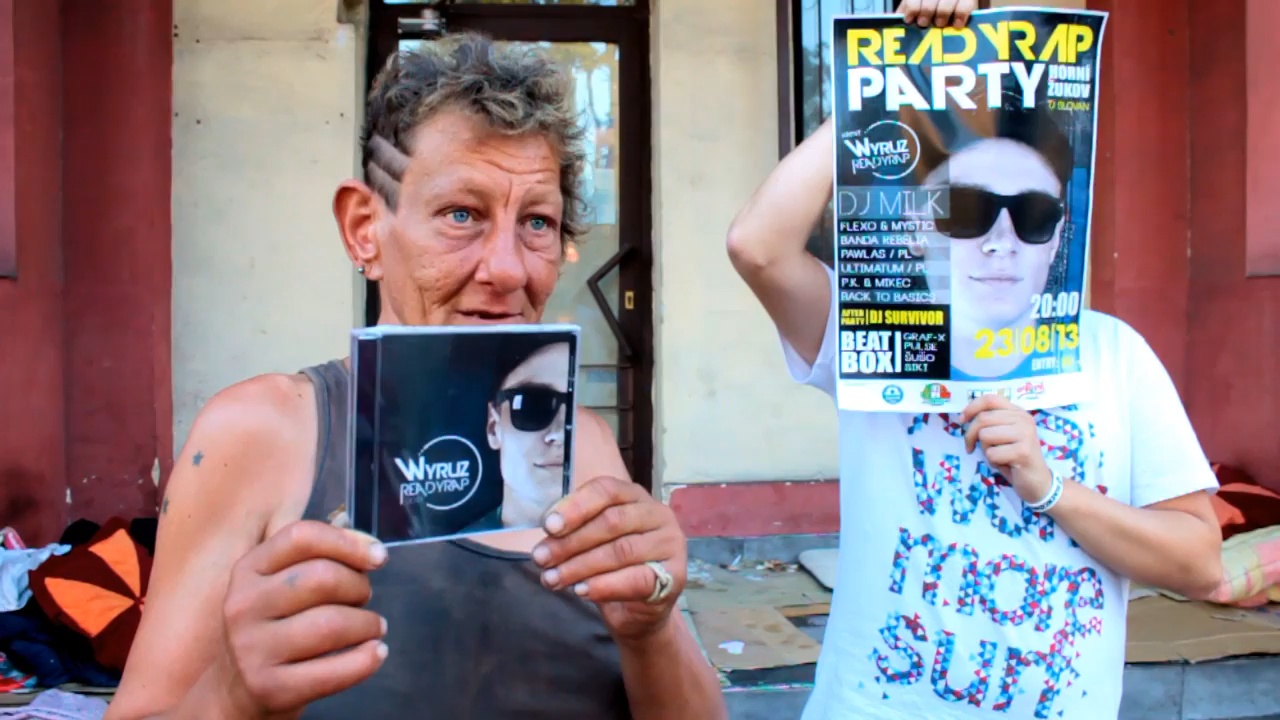 READYRAP
PARTY
HORNÍ
ŽUKOV
TJ SLOVAN
WYRUZ
READYRAP
DJ MILK
FLEXO & MYSTIC
BANDA REBELIA
PAWLAS / PL
ULTIMATUM / PL
P.K. & MIKEC
BACK TO BASICS
AFTER
PARTY
DJ SURVIVOR
BEAT
BOX
GRAF-X
PULSE
SIKI
20:00
23|08|13
ENTRY:
WYRUZ
READYRAP
more
surf